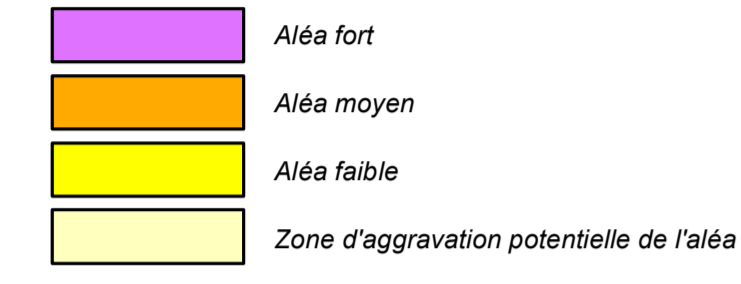 Aléa fort
Aléa moyen
Aléa faible
Zone d'aggravation potentielle de l'aléa